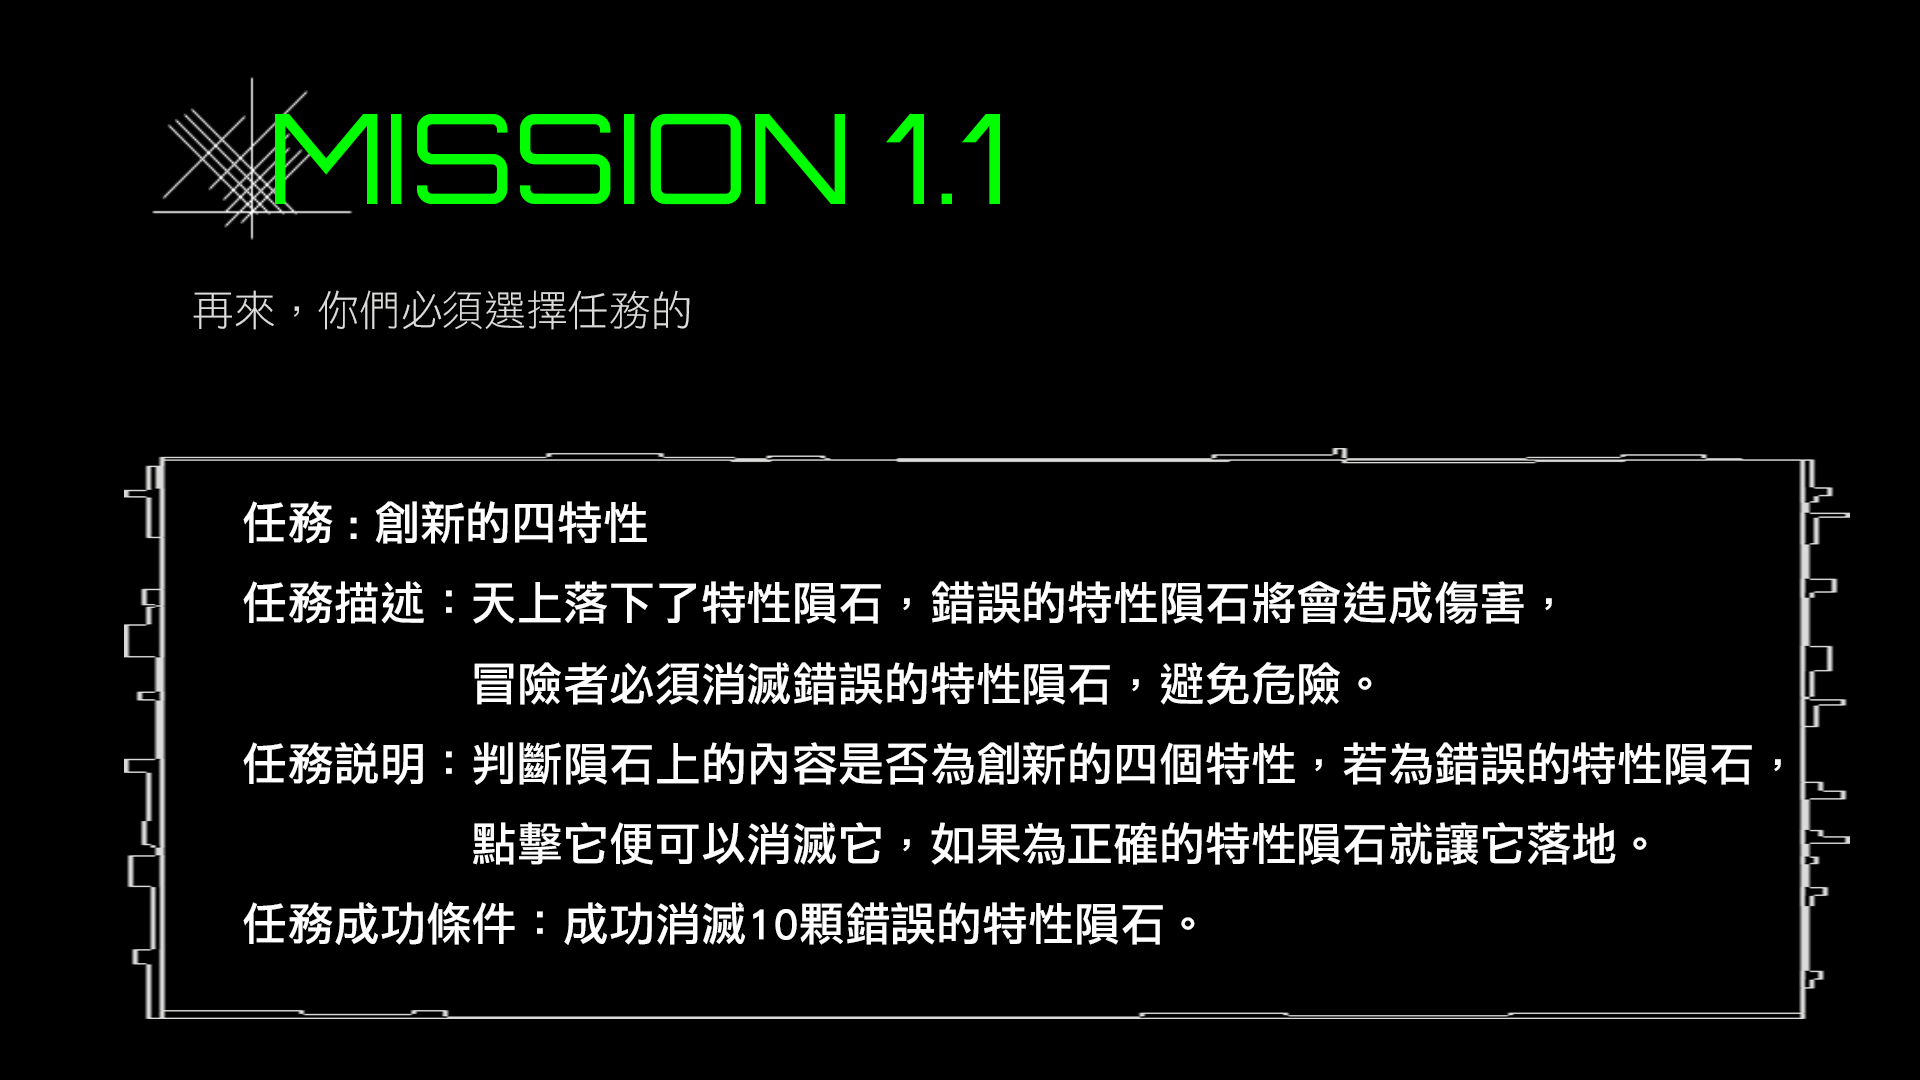 MISSION 1.1
再來，你們必須選擇任務的
任務 : 創新的四特性
任務描述：天上落下了特性隕石，錯誤的特性隕石將會造成傷害，
冒險者必須消滅錯誤的特性隕石，避免危險。
任務説明：判斷隕石上的內容是否為創新的四個特性，若為錯誤的特性隕石，
點擊它便可以消滅它，如果為正確的特性隕石就讓它落地。
任務成功條件：成功消滅10顆錯誤的特性隕石。